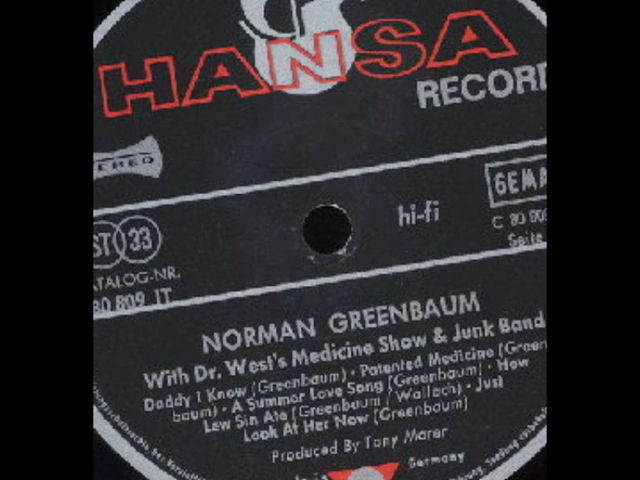 HANSA
RECORD
STEREO
GEMA
hi-fi
ST 33
C 80 809
Seite
KATALOG-NR.
80 809 IT
NORMAN GREENBAUM
With Dr. West's Medicine Show & Junk Band
Daddy I Know (Greenbaum) · Patented Medicine (Green-
baum) · A Summer Love Song (Greenbaum) · How
Lew Sin Ate (Greenbaum / Wallach) · Just
Look At Her Now (Greenbaum)
Produced By Tony Marer
Germany